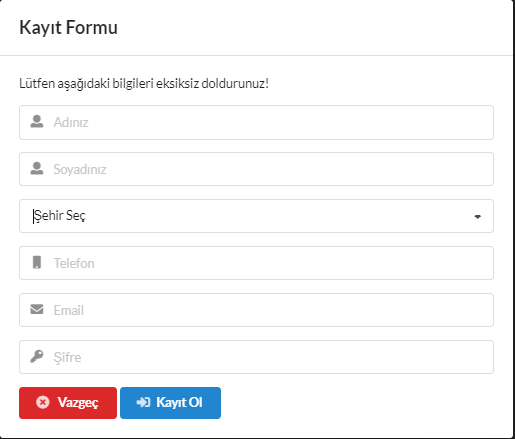 Kayıt Formu
Lütfen aşağıdaki bilgileri eksiksiz doldurunuz!
Adınız
Soyadınız
Şehir Seç
Telefon
Email
Şifre
Vazgeç Kayıt Ol